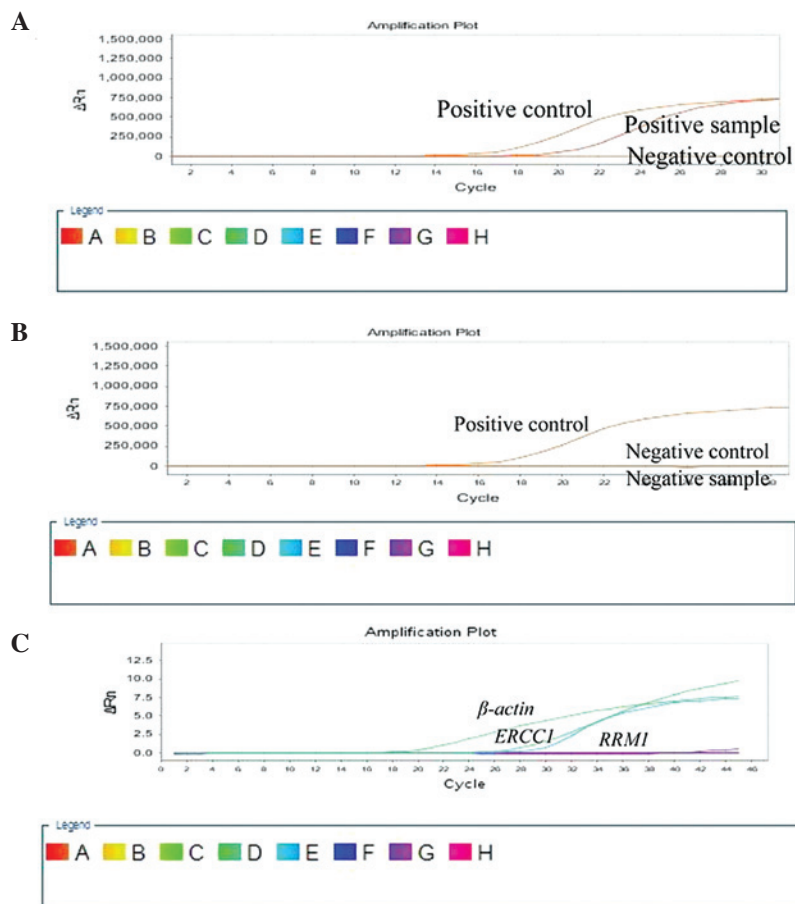 A
Amplification Plot
1,500,000
1,250,000
1,000,000
750,000
500,000
250,000
0
ΔRn
Positive control
Positive sample
Negative control
2 4 6 8 10 12 14 16 18 20 22 24 26 28 30
Cycle
Legend
A B C D E F G H
B
Amplification Plot
1,500,000
1,250,000
1,000,000
750,000
500,000
250,000
0
ΔRn
Positive control
Negative control
Negative sample
2 4 6 8 10 12 14 16 18 20 22
Cycle
Legend
A B C D E F G H
C
Amplification Plot
12.5
10.0
7.5
5.0
2.5
0.0
ΔRn
β-actin
ERCC1
RRM1
0 2 4 6 8 10 12 14 16 18 20 22 24 26 28 30 32 34 36 38 40 42 44 46
Cycle
Legend
A B C D E F G H